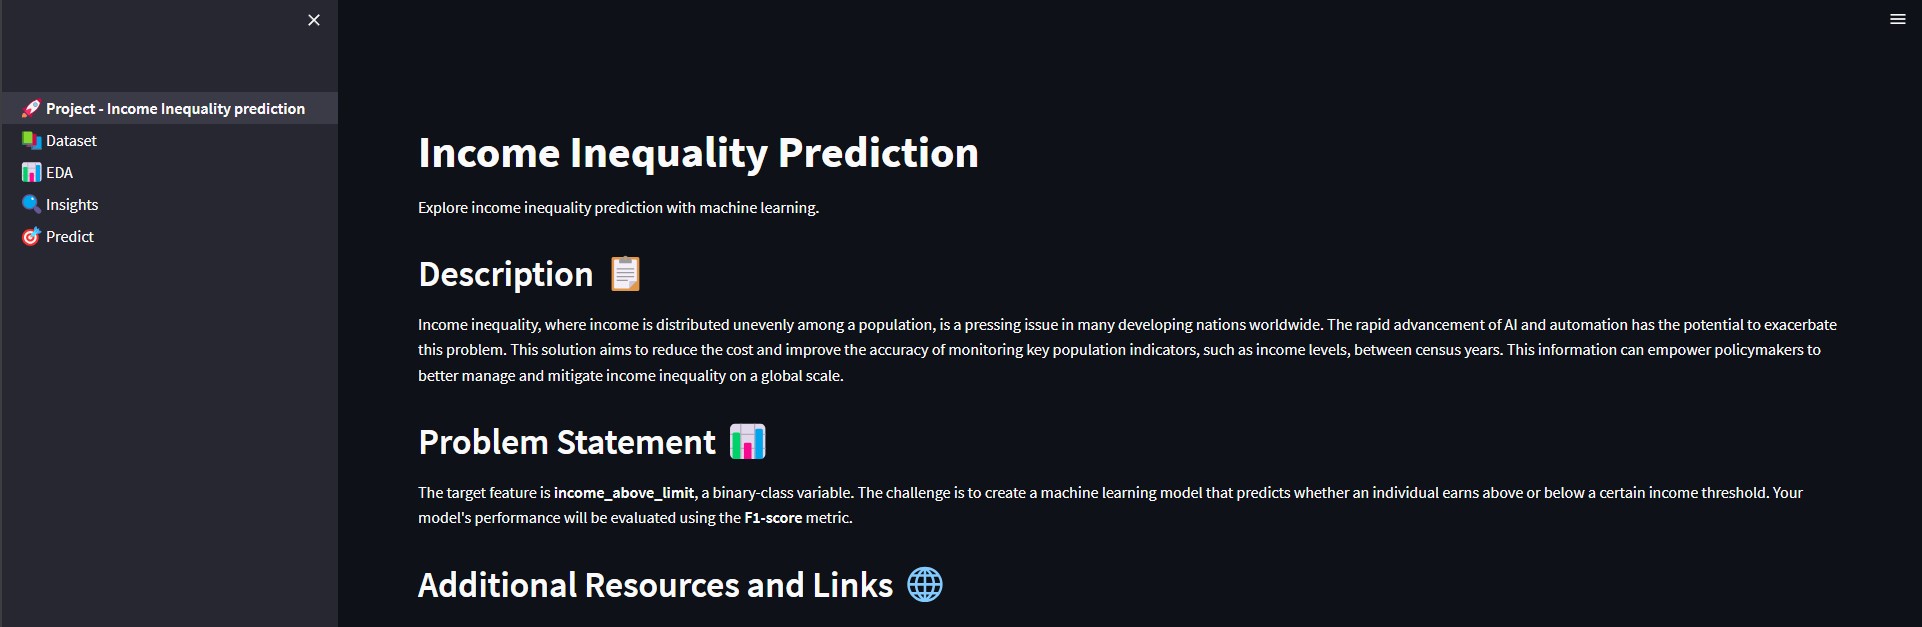 Project - Income Inequality prediction
Dataset
EDA
Insights
Predict
Income Inequality Prediction
Explore income inequality prediction with machine learning.
Description
Income inequality, where income is distributed unevenly among a population, is a pressing issue in many developing nations worldwide. The rapid advancement of AI and automation has the potential to exacerbate
this problem. This solution aims to reduce the cost and improve the accuracy of monitoring key population indicators, such as income levels, between census years. This information can empower policymakers to
better manage and mitigate income inequality on a global scale.
Problem Statement
The target feature is income_above_limit, a binary-class variable. The challenge is to create a machine learning model that predicts whether an individual earns above or below a certain income threshold. Your
model's performance will be evaluated using the F1-score metric.
Additional Resources and Links